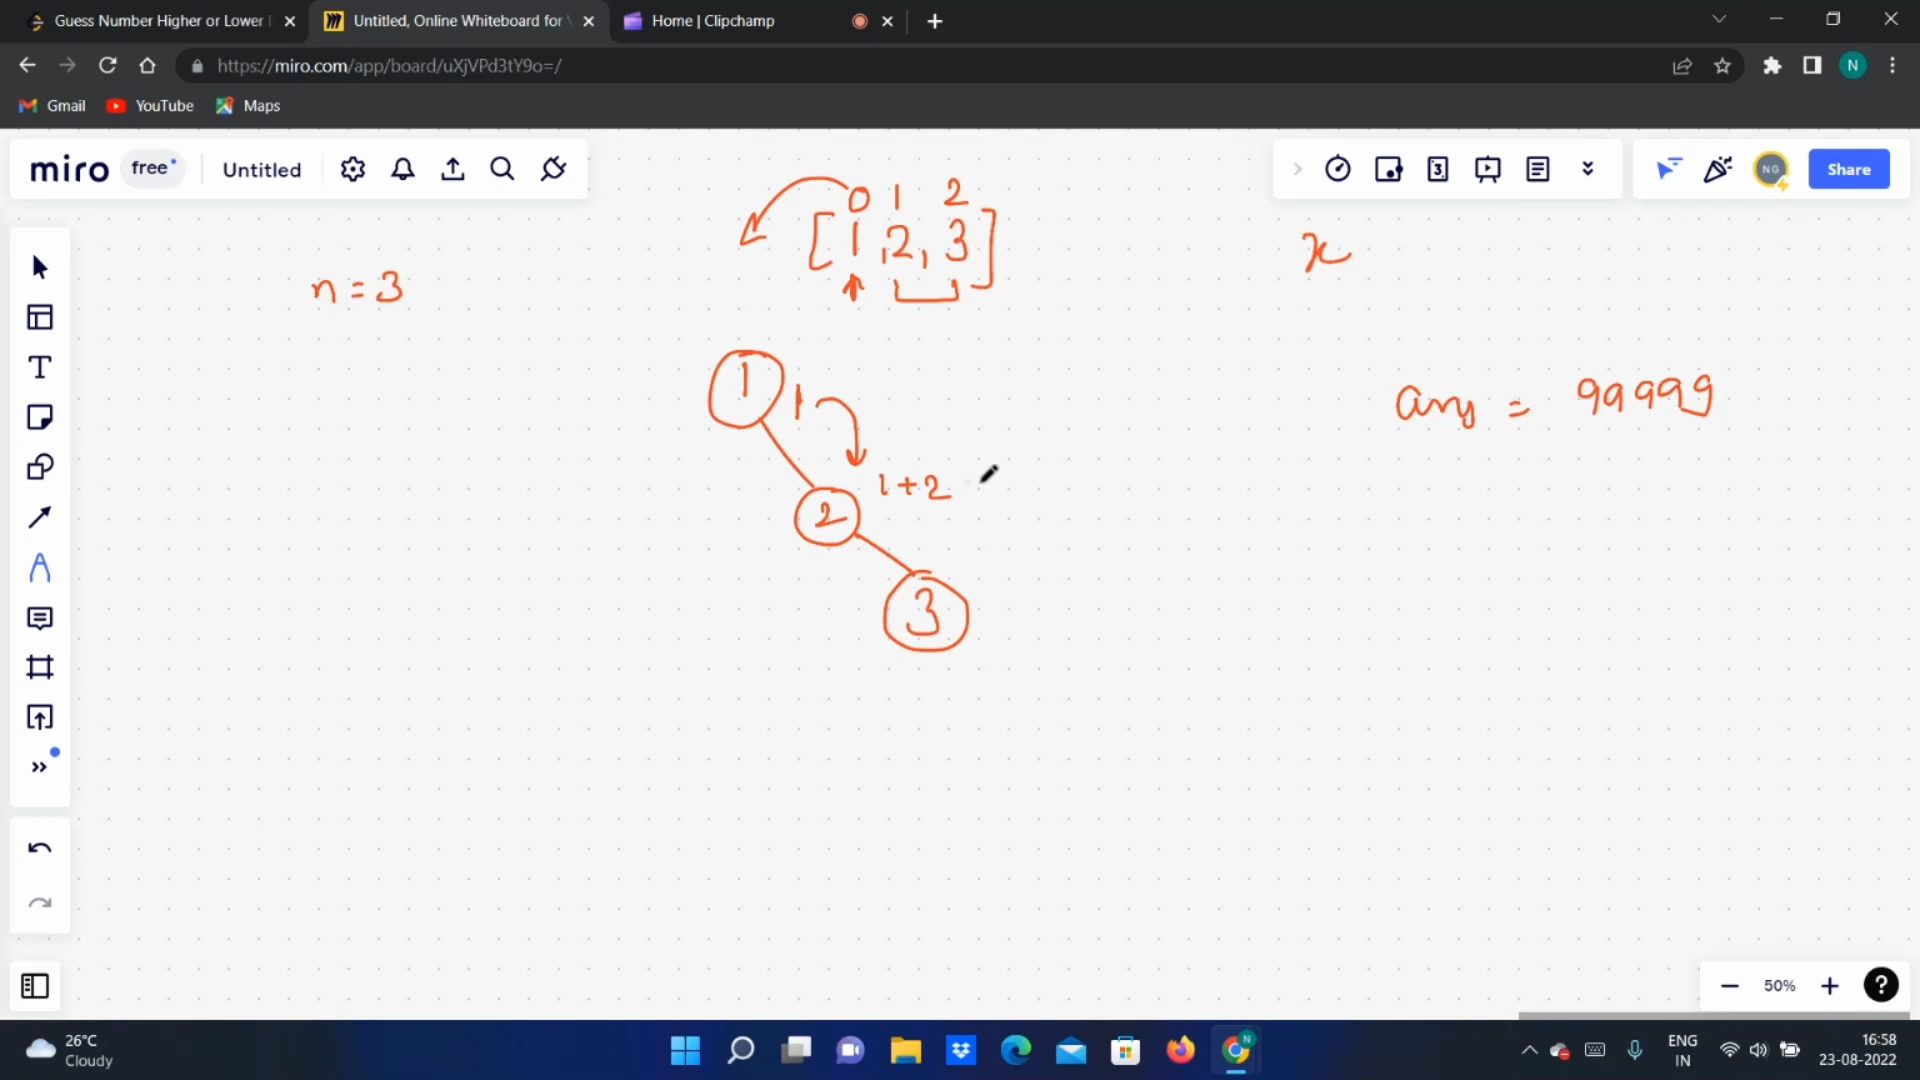 Guess Number Higher or Lower I
Untitled, Online Whiteboard for V
Home | Clipchamp
https://miro.com/app/board/uXjVPd3tY9o=/
N
Gmail
YouTube
Maps
miro
free
Untitled
3
NG
Share
0 1 2
[1, 2, 3]
x
n = 3
1
1
ans = 99999
1+2
2
3
50%
?
26°C
Cloudy
N
ENG
IN
16:58
23-08-2022